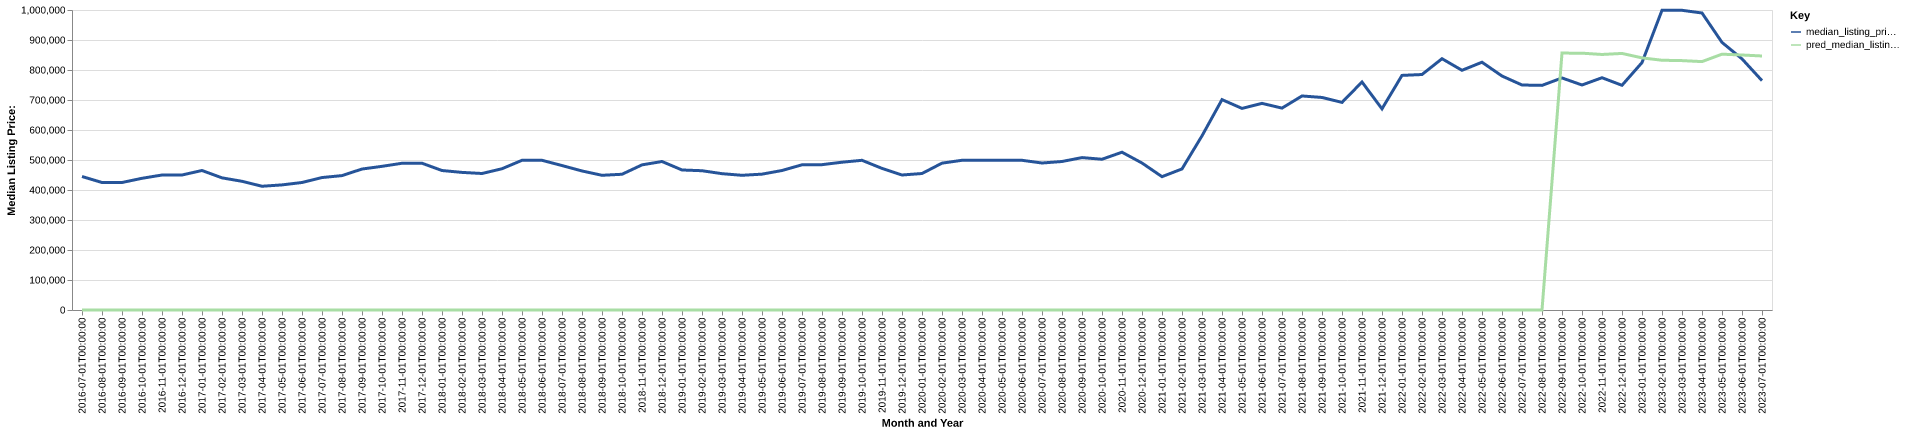 1,000,000
900,000
800,000
700,000
600,000
500,000
400,000
300,000
200,000
100,000
0
Median Listing Price:
2016-07-01T00:00:00
2016-08-01T00:00:00
2016-09-01T00:00:00
2016-10-01T00:00:00
2016-11-01T00:00:00
2016-12-01T00:00:00
2017-01-01T00:00:00
2017-02-01T00:00:00
2017-03-01T00:00:00
2017-04-01T00:00:00
2017-05-01T00:00:00
2017-06-01T00:00:00
2017-07-01T00:00:00
2017-08-01T00:00:00
2017-09-01T00:00:00
2017-10-01T00:00:00
2017-11-01T00:00:00
2017-12-01T00:00:00
2018-01-01T00:00:00
2018-02-01T00:00:00
2018-03-01T00:00:00
2018-04-01T00:00:00
2018-05-01T00:00:00
2018-06-01T00:00:00
2018-07-01T00:00:00
2018-08-01T00:00:00
2018-09-01T00:00:00
2018-10-01T00:00:00
2018-11-01T00:00:00
2018-12-01T00:00:00
2019-01-01T00:00:00
2019-02-01T00:00:00
2019-03-01T00:00:00
2019-04-01T00:00:00
2019-05-01T00:00:00
2019-06-01T00:00:00
2019-07-01T00:00:00
2019-08-01T00:00:00
2019-09-01T00:00:00
2019-10-01T00:00:00
2019-11-01T00:00:00
2019-12-01T00:00:00
2020-01-01T00:00:00
2020-02-01T00:00:00
2020-03-01T00:00:00
2020-04-01T00:00:00
2020-05-01T00:00:00
2020-06-01T00:00:00
2020-07-01T00:00:00
2020-08-01T00:00:00
2020-09-01T00:00:00
2020-10-01T00:00:00
2020-11-01T00:00:00
2020-12-01T00:00:00
2021-01-01T00:00:00
2021-02-01T00:00:00
2021-03-01T00:00:00
2021-04-01T00:00:00
2021-05-01T00:00:00
2021-06-01T00:00:00
2021-07-01T00:00:00
2021-08-01T00:00:00
2021-09-01T00:00:00
2021-10-01T00:00:00
2021-11-01T00:00:00
2021-12-01T00:00:00
2022-01-01T00:00:00
2022-02-01T00:00:00
2022-03-01T00:00:00
2022-04-01T00:00:00
2022-05-01T00:00:00
2022-06-01T00:00:00
2022-07-01T00:00:00
2022-08-01T00:00:00
2022-09-01T00:00:00
2022-10-01T00:00:00
2022-11-01T00:00:00
2022-12-01T00:00:00
2023-01-01T00:00:00
2023-02-01T00:00:00
2023-03-01T00:00:00
2023-04-01T00:00:00
2023-05-01T00:00:00
2023-06-01T00:00:00
2023-07-01T00:00:00
Month and Year
Key
median_listing_pri…
pred_median_listin…